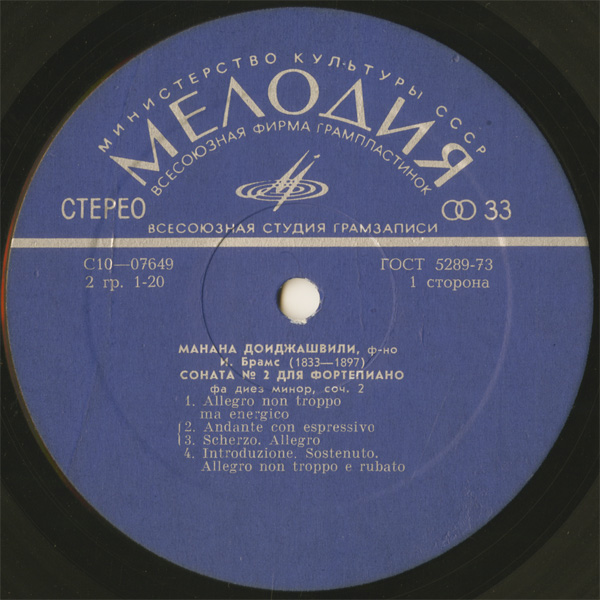 МИНИСТЕРСТВО КУЛЬТУРЫ СССР
МЕЛОДИЯ
ВСЕСОЮЗНАЯ ФИРМА ГРАМПЛАСТИНОК
СТЕРЕО
33
ВСЕСОЮЗНАЯ СТУДИЯ ГРАМЗАПИСИ
С10—07649
ГОСТ 5289-73
2 гр. 1-20
1 сторона
МАНАНА ДОИДЖАШВИЛИ, ф-но
И. Брамс (1833—1897)
СОНАТА № 2 ДЛЯ ФОРТЕПИАНО
фа диез минор, соч. 2
1. Allegro non troppo
ma energico
2. Andante con espressivo
3. Scherzo. Allegro
4. Introduzione. Sostenuto.
Allegro non troppo e rubato